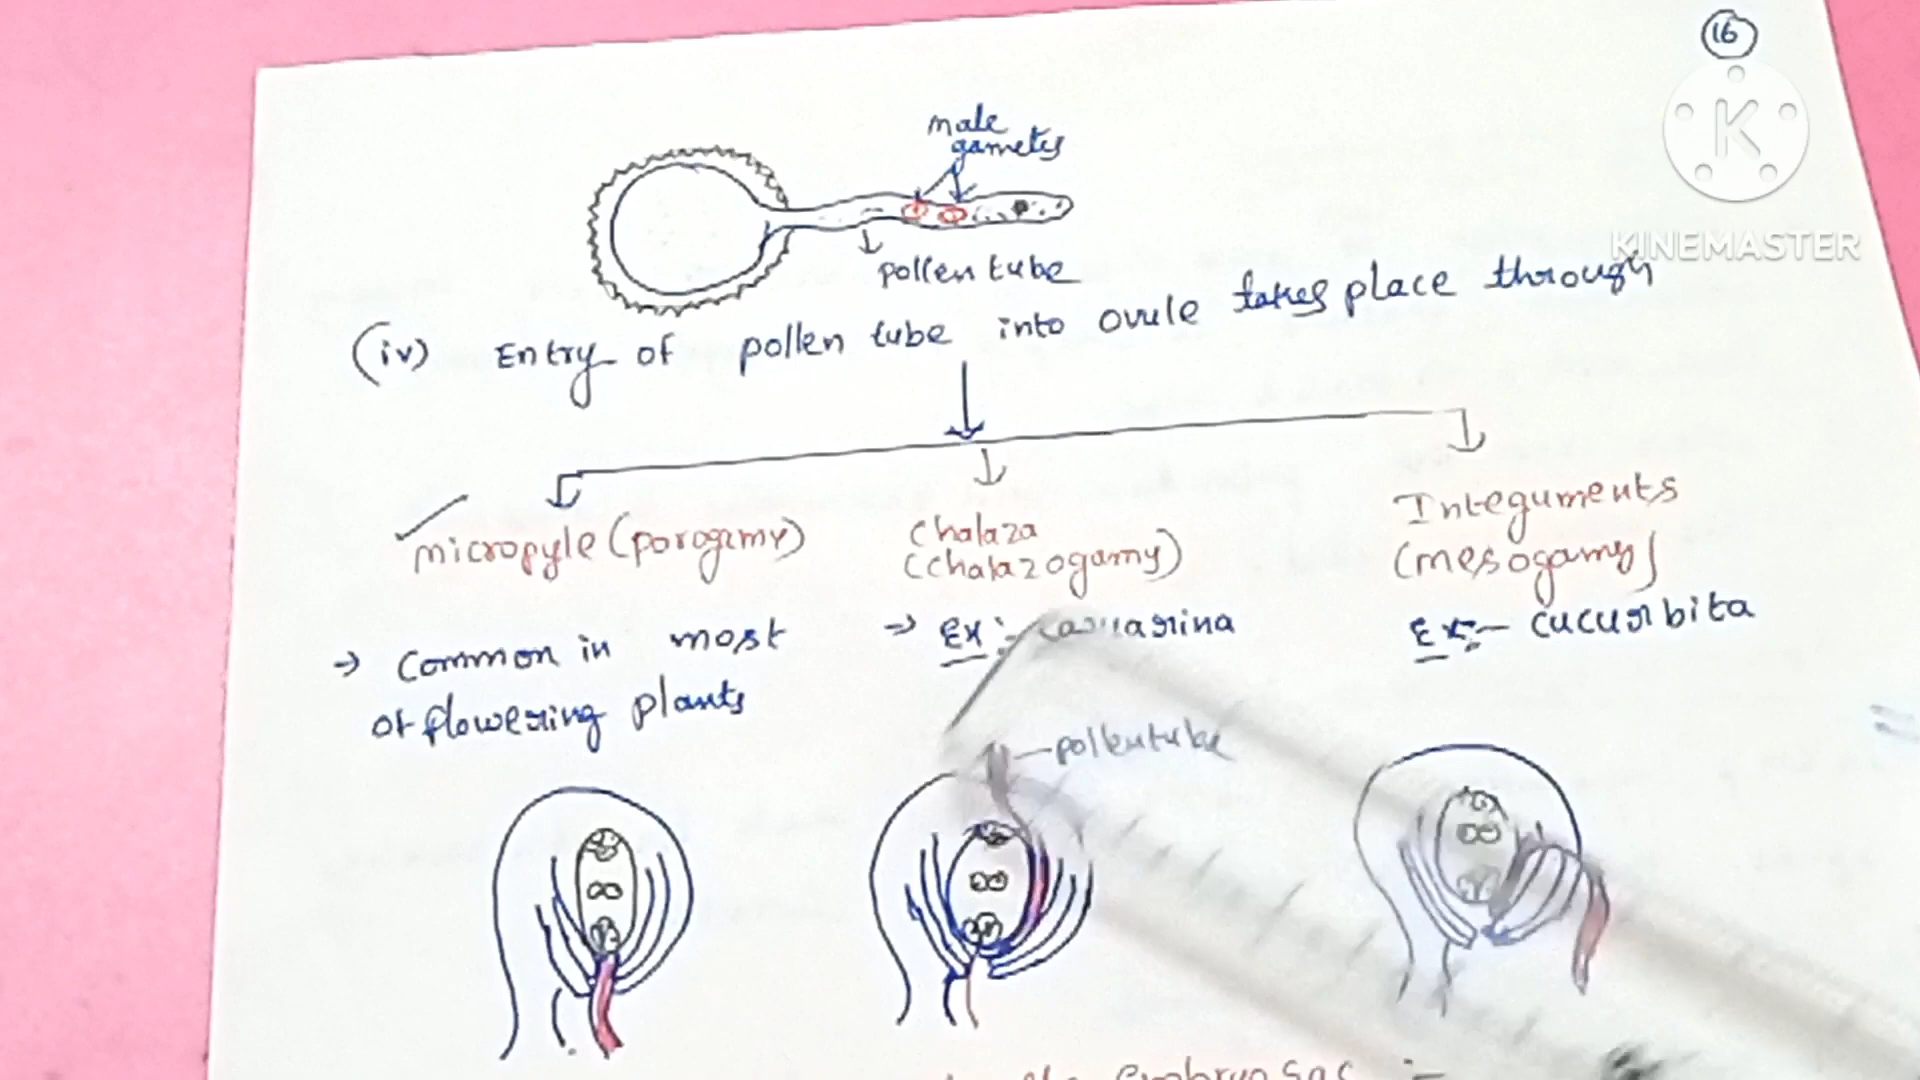 16
K
KINEMASTER
male
gametes
pollen tube
(iv) Entry of pollen tube into ovule takes place through
micropyle (porogamy)
chalaza
(chalazogamy)
Integuments
(mesogamy)
→ common in most
of flowering plants
→ Ex:- casuarina
Ex:- cucurbita
pollentube
embryosac :-